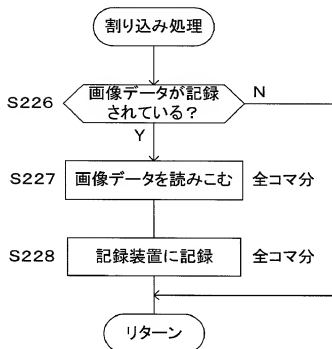 割り込み処理
S226
画像データが記録
されている？
N
Y
S227
画像データを読みこむ
全コマ分
S228
記録装置に記録
全コマ分
リターン